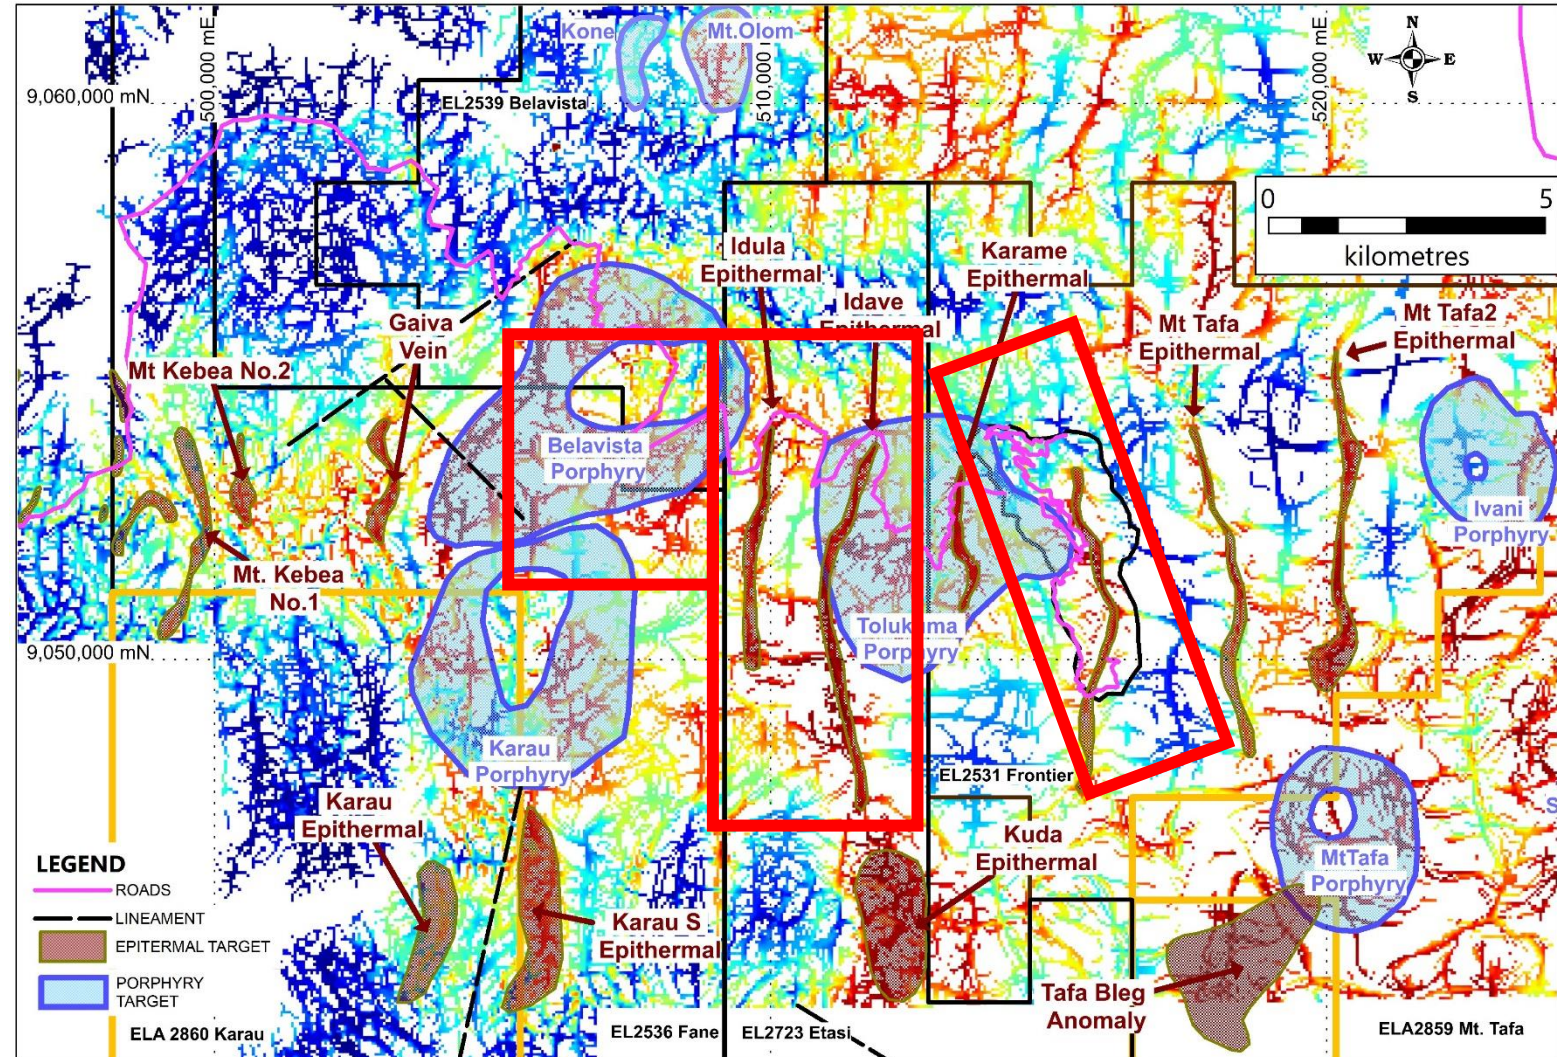 Kone
Mt.Olom
N
W
E
S
500,000 mE
510,000
520,000 mE
9,060,000 mN
EL2539 Belavista
0
5
kilometres
Idula
Epithermal
Karame
Epithermal
Idave
Epithermal
Gaiva
Vein
Mt Tafa
Epithermal
Mt Tafa2
Epithermal
Mt Kebea No.2
Belavista
Porphyry
Ivani
Porphyry
Mt. Kebea
No.1
Tolukuma
Porphyry
9,050,000 mN
Karau
Porphyry
EL2531 Frontier
Karau
Epithermal
Kuda
Epithermal
MtTafa
Porphyry
S
LEGEND
ROADS
LINEAMENT
EPITERMAL TARGET
PORPHYRY
TARGET
Karau S
Epithermal
Tafa Bleg
Anomaly
ELA 2860 Karau
EL2536 Fane
EL2723 Etasi
ELA2859 Mt. Tafa